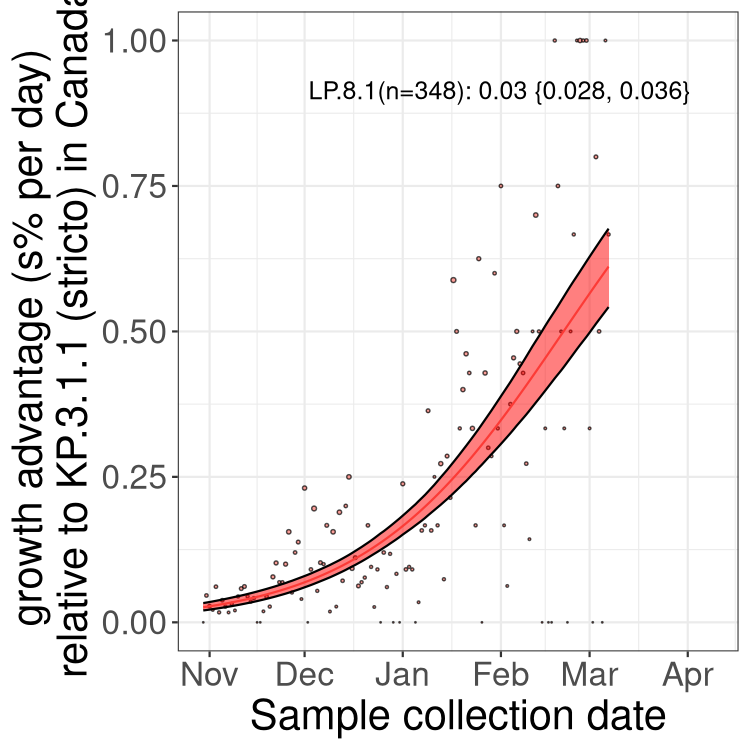 growth advantage (s% per day)
relative to KP.3.1.1 (stricto) in Canada
1.00
0.75
0.50
0.25
0.00
LP.8.1(n=348): 0.03 {0.028, 0.036}
Nov Dec Jan Feb Mar Apr
Sample collection date